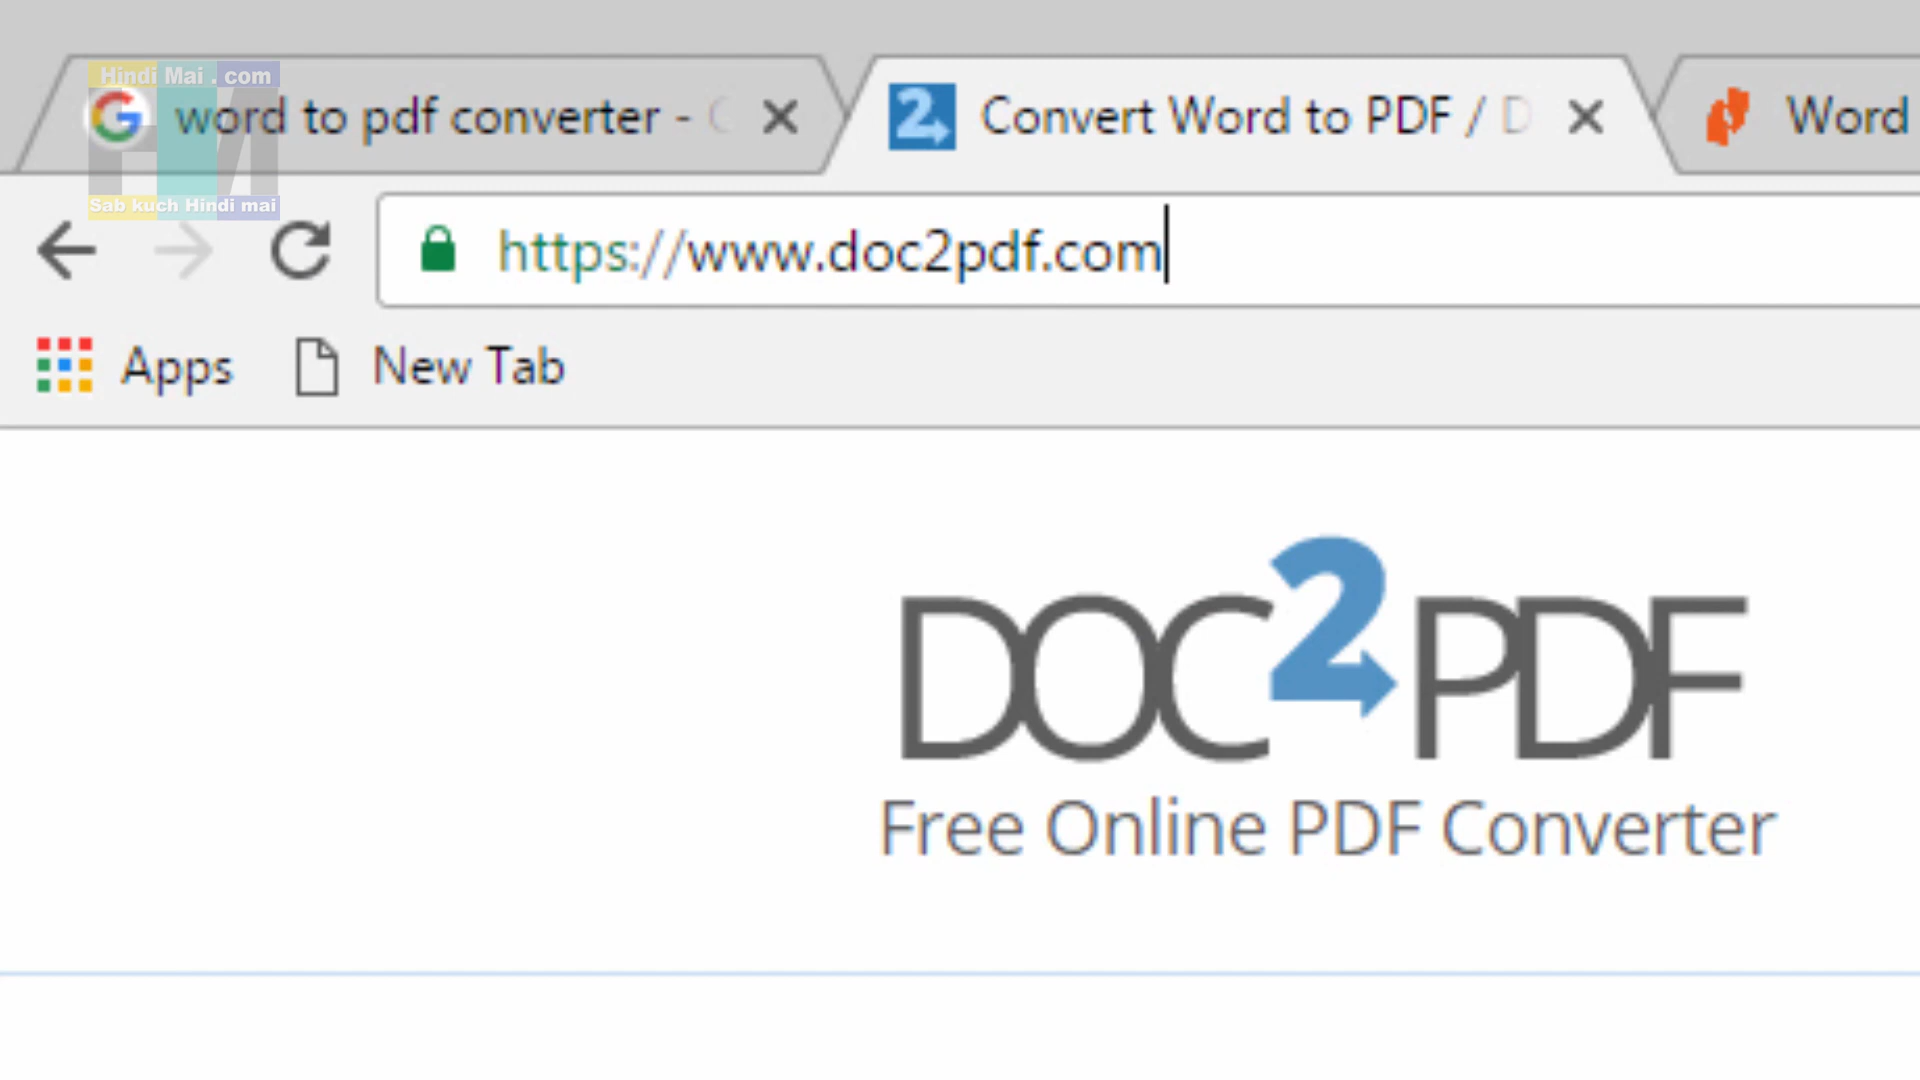 Hindi Mai . com
word to pdf converter -
Convert Word to PDF /
Word
Sab kuch Hindi mai
https://www.doc2pdf.com
Apps
New Tab
DOC2PDF
Free Online PDF Converter